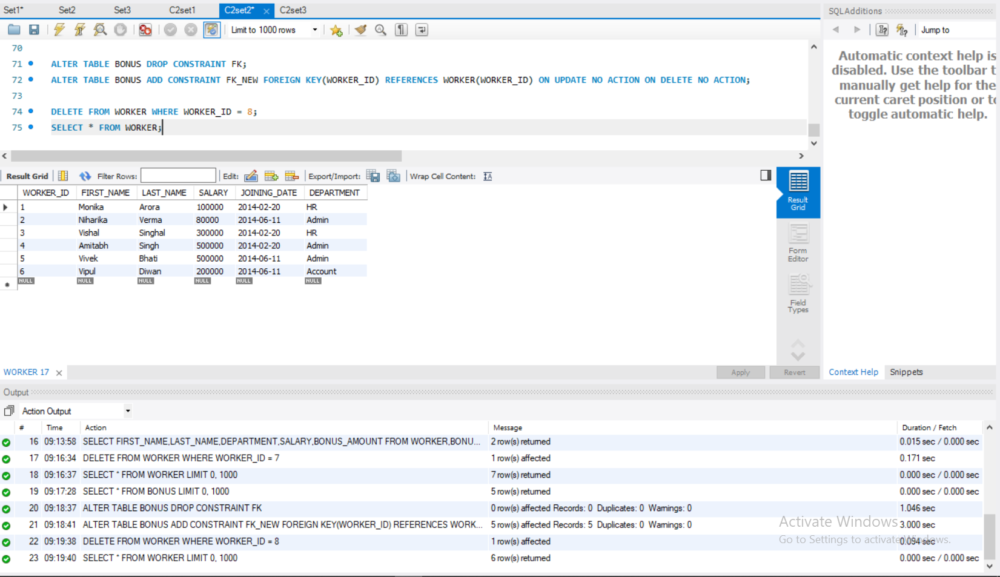 Set1* Set2 Set3 C2set1 C2set2* C2set3
SQLAdditions
Limit to 1000 rows
Jump to
70
71 ALTER TABLE BONUS DROP CONSTRAINT FK;
72 ALTER TABLE BONUS ADD CONSTRAINT FK_NEW FOREIGN KEY(WORKER_ID) REFERENCES WORKER(WORKER_ID) ON UPDATE NO ACTION ON DELETE NO ACTION;
73
74 DELETE FROM WORKER WHERE WORKER_ID = 8;
75 SELECT * FROM WORKER;
Automatic context help is
disabled. Use the toolbar t
manually get help for the
current caret position or to
toggle automatic help.
Result Grid Filter Rows: Edit: Export/Import: Wrap Cell Content:
WORKER_ID FIRST_NAME LAST_NAME SALARY JOINING_DATE DEPARTMENT
1 Monika Arora 100000 2014-02-20 HR
2 Niharika Verma 80000 2014-06-11 Admin
3 Vishal Singhal 300000 2014-02-20 HR
4 Amitabh Singh 500000 2014-02-20 Admin
5 Vivek Bhati 500000 2014-06-11 Admin
6 Vipul Diwan 200000 2014-06-11 Account
NULL NULL NULL NULL NULL NULL
Result
Grid
Form
Editor
Field
Types
WORKER 17
Apply Revert
Context Help Snippets
Output
Action Output
# Time Action Message Duration / Fetch
16 09:13:58 SELECT FIRST_NAME,LAST_NAME,DEPARTMENT,SALARY,BONUS_AMOUNT FROM WORKER,BONU... 2 row(s) returned 0.015 sec / 0.000 sec
17 09:16:34 DELETE FROM WORKER WHERE WORKER_ID = 7 1 row(s) affected 0.171 sec
18 09:16:37 SELECT * FROM WORKER LIMIT 0, 1000 7 row(s) returned 0.000 sec / 0.000 sec
19 09:17:28 SELECT * FROM BONUS LIMIT 0, 1000 5 row(s) returned 0.000 sec / 0.000 sec
20 09:18:37 ALTER TABLE BONUS DROP CONSTRAINT FK 0 row(s) affected Records: 0 Duplicates: 0 Warnings: 0 1.046 sec
21 09:18:41 ALTER TABLE BONUS ADD CONSTRAINT FK_NEW FOREIGN KEY(WORKER_ID) REFERENCES WORK... 5 row(s) affected Records: 5 Duplicates: 0 Warnings: 0 3.000 sec
22 09:19:38 DELETE FROM WORKER WHERE WORKER_ID = 8 1 row(s) affected 0.094 sec
23 09:19:40 SELECT * FROM WORKER LIMIT 0, 1000 6 row(s) returned 0.000 sec / 0.000 sec
Activate Windows
Go to Settings to activate Windows.